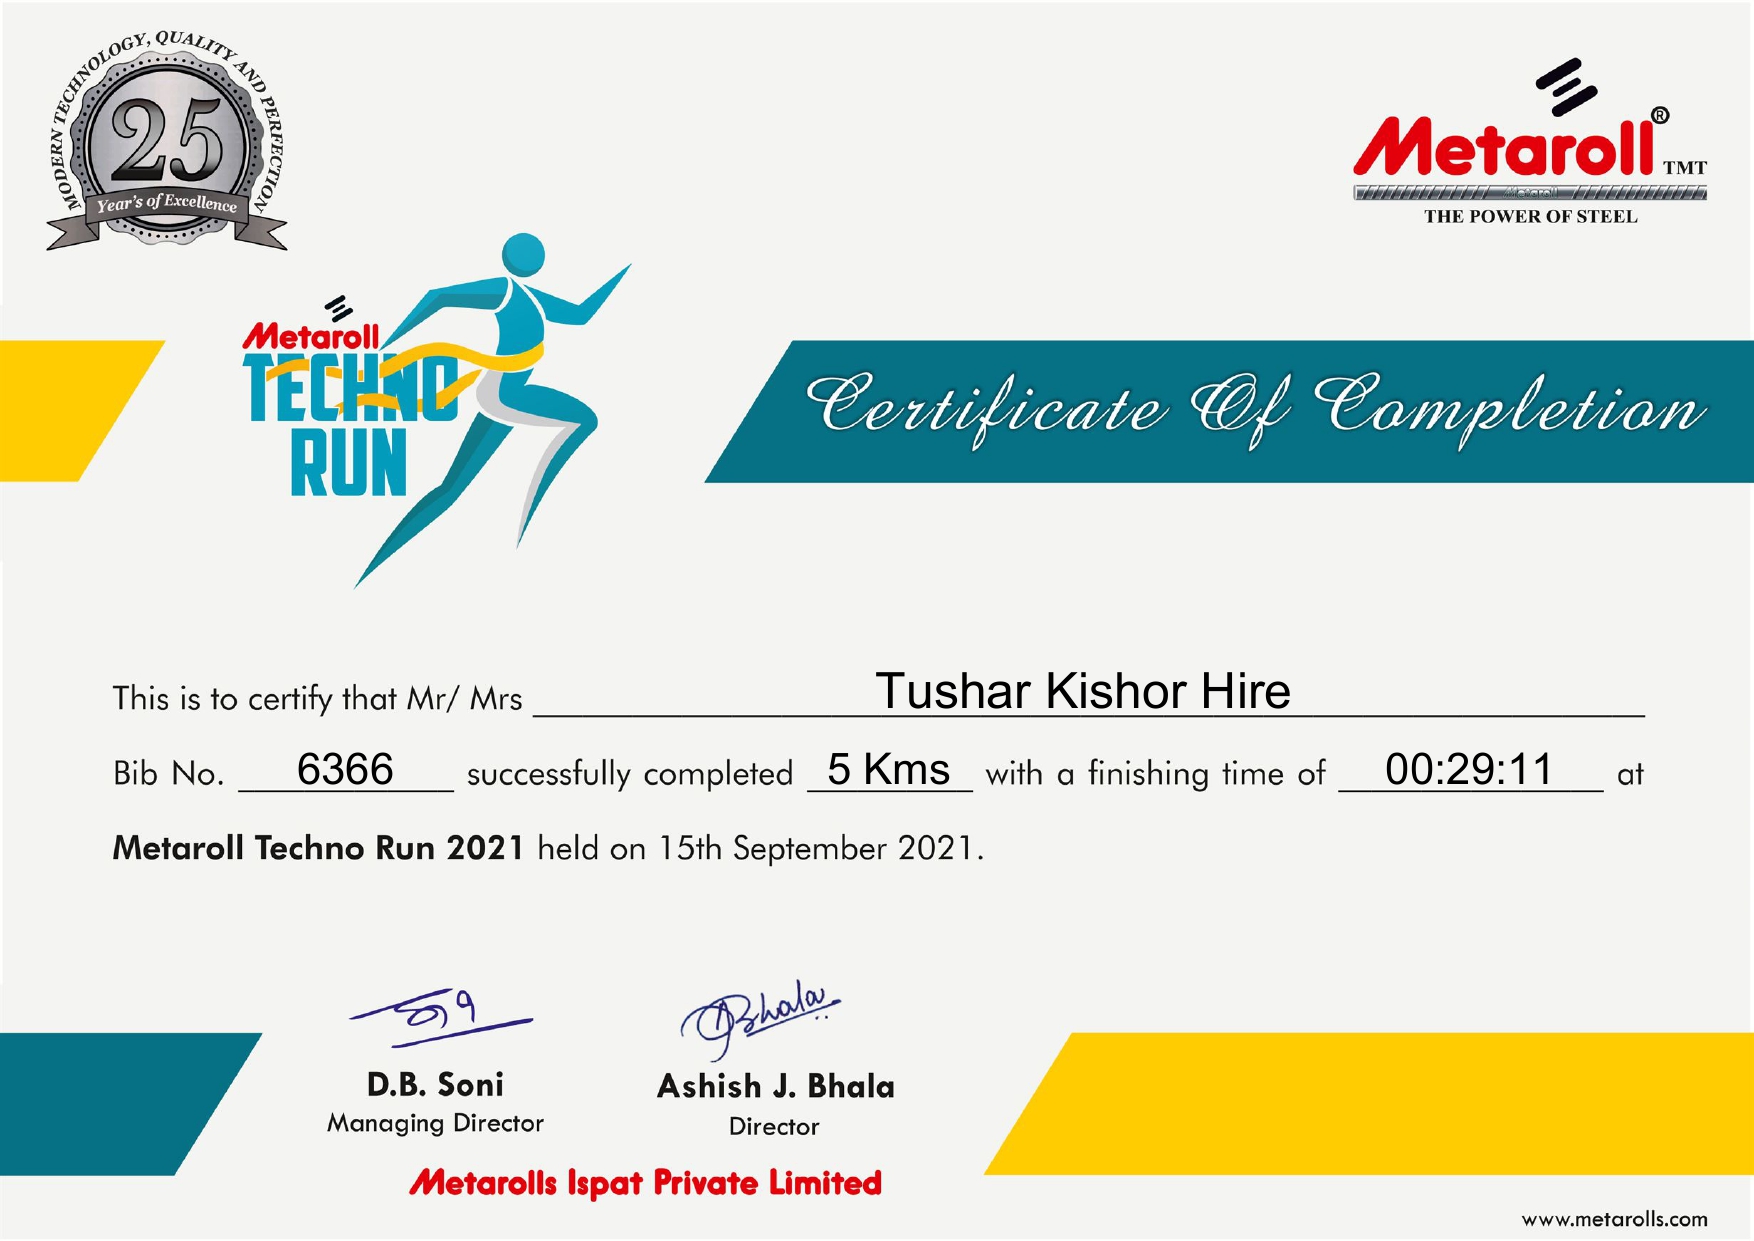 MODERN TECHNOLOGY, QUALITY AND PERFECTION
25
Year's of Excellence
Metaroll®
TMT
Metaroll
THE POWER OF STEEL
Metaroll
TECHNO
RUN
Certificate Of Completion
This is to certify that Mr/ Mrs Tushar Kishor Hire
Bib No. 6366 successfully completed 5 Kms with a finishing time of 00:29:11 at
Metaroll Techno Run 2021 held on 15th September 2021.
Bhala
D.B. Soni
Managing Director
Ashish J. Bhala
Director
Metarolls Ispat Private Limited
www.metarolls.com